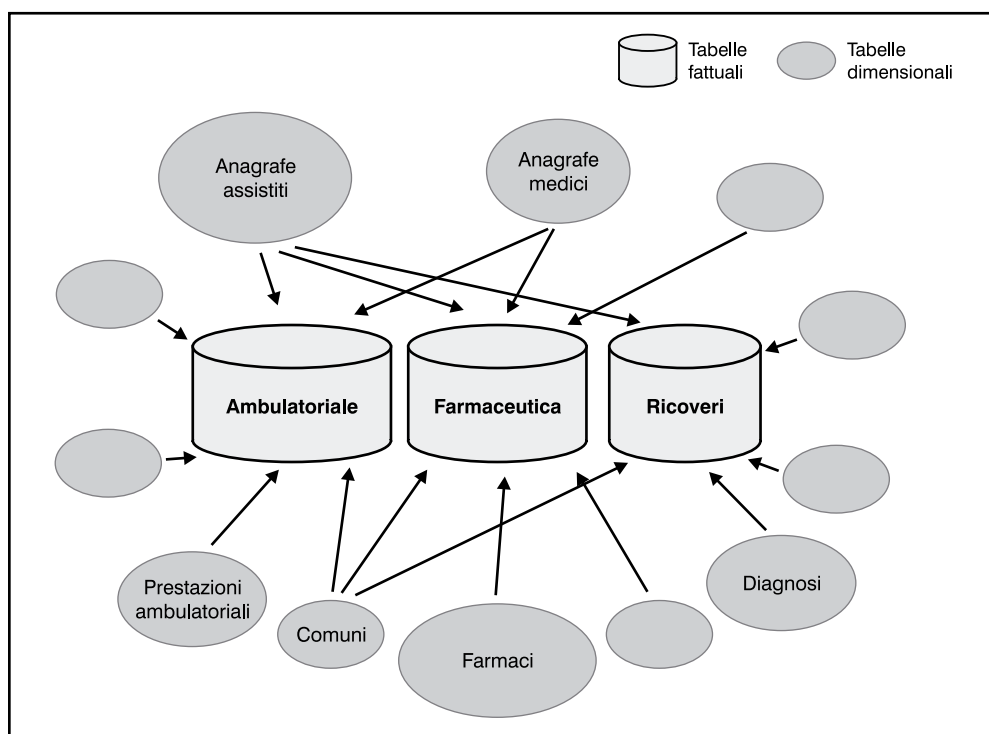 Tabelle
fattuali
Tabelle
dimensionali
Anagrafe
assistiti
Anagrafe
medici
Ambulatoriale
Farmaceutica
Ricoveri
Prestazioni
ambulatoriali
Comuni
Farmaci
Diagnosi